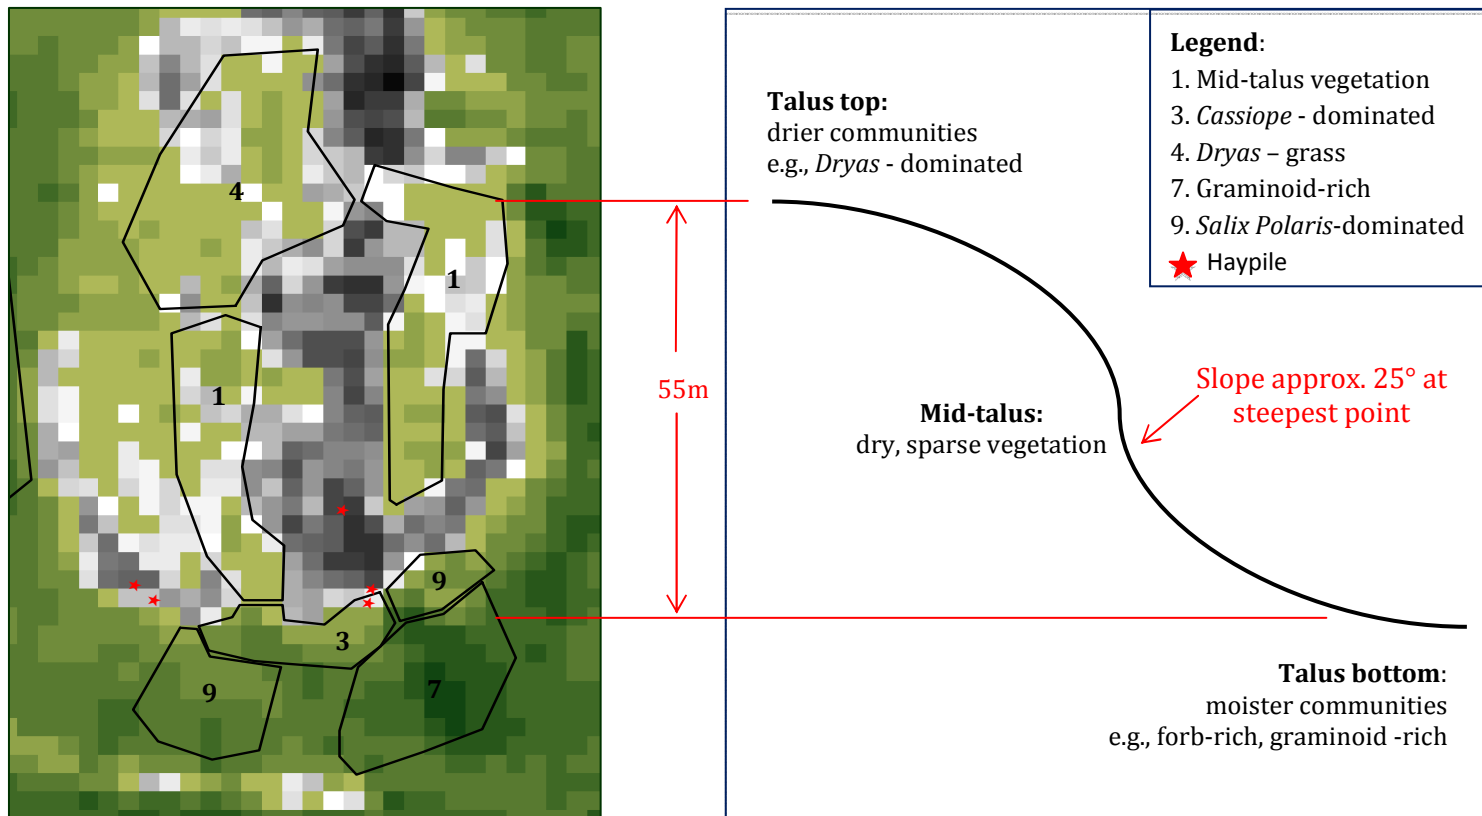 4
1
1
9
3
9
7
55m
Talus top:
drier communities
e.g., Dryas - dominated
Mid-talus:
dry, sparse vegetation
Slope approx. 25° at
steepest point
Talus bottom:
moister communities
e.g., forb-rich, graminoid -rich
Legend:
1. Mid-talus vegetation
3. Cassiope - dominated
4. Dryas – grass
7. Graminoid-rich
9. Salix Polaris-dominated
Haypile